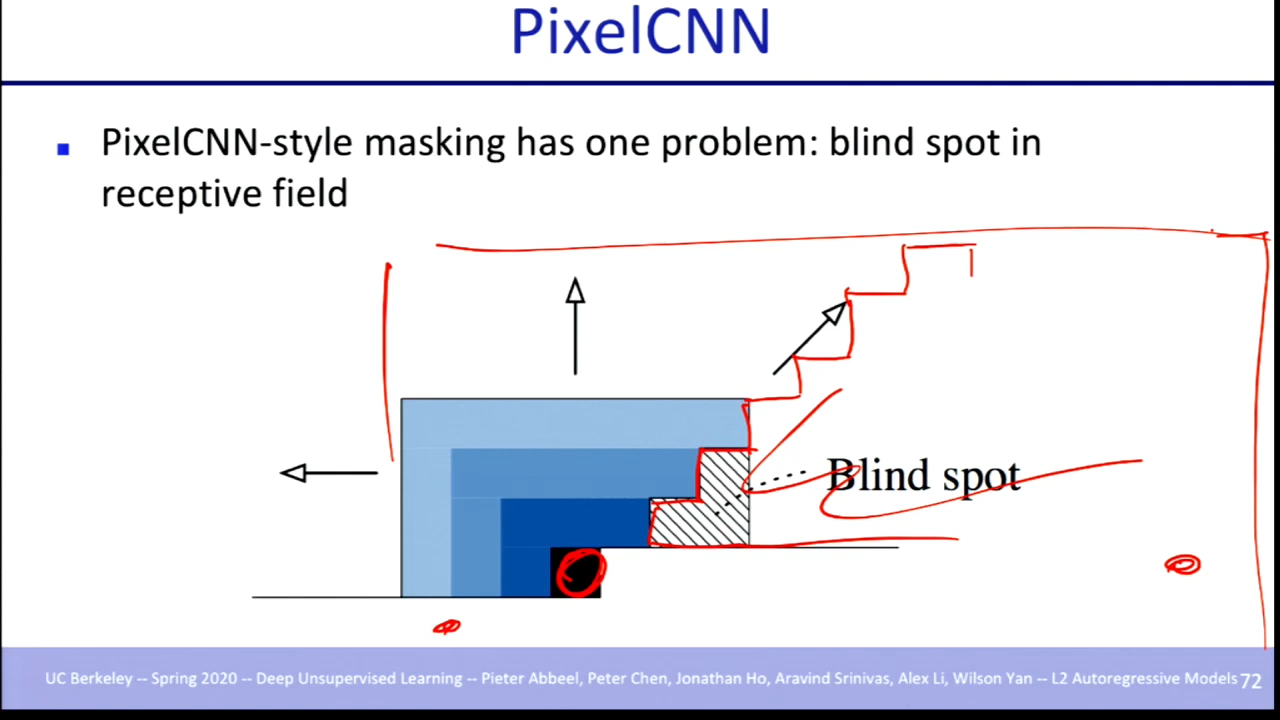 PixelCNN
PixelCNN-style masking has one problem: blind spot in
receptive field
Blind spot
UC Berkeley -- Spring 2020 -- Deep Unsupervised Learning -- Pieter Abbeel, Peter Chen, Jonathan Ho, Aravind Srinivas, Alex Li, Wilson Yan -- L2 Autoregressive Models 72